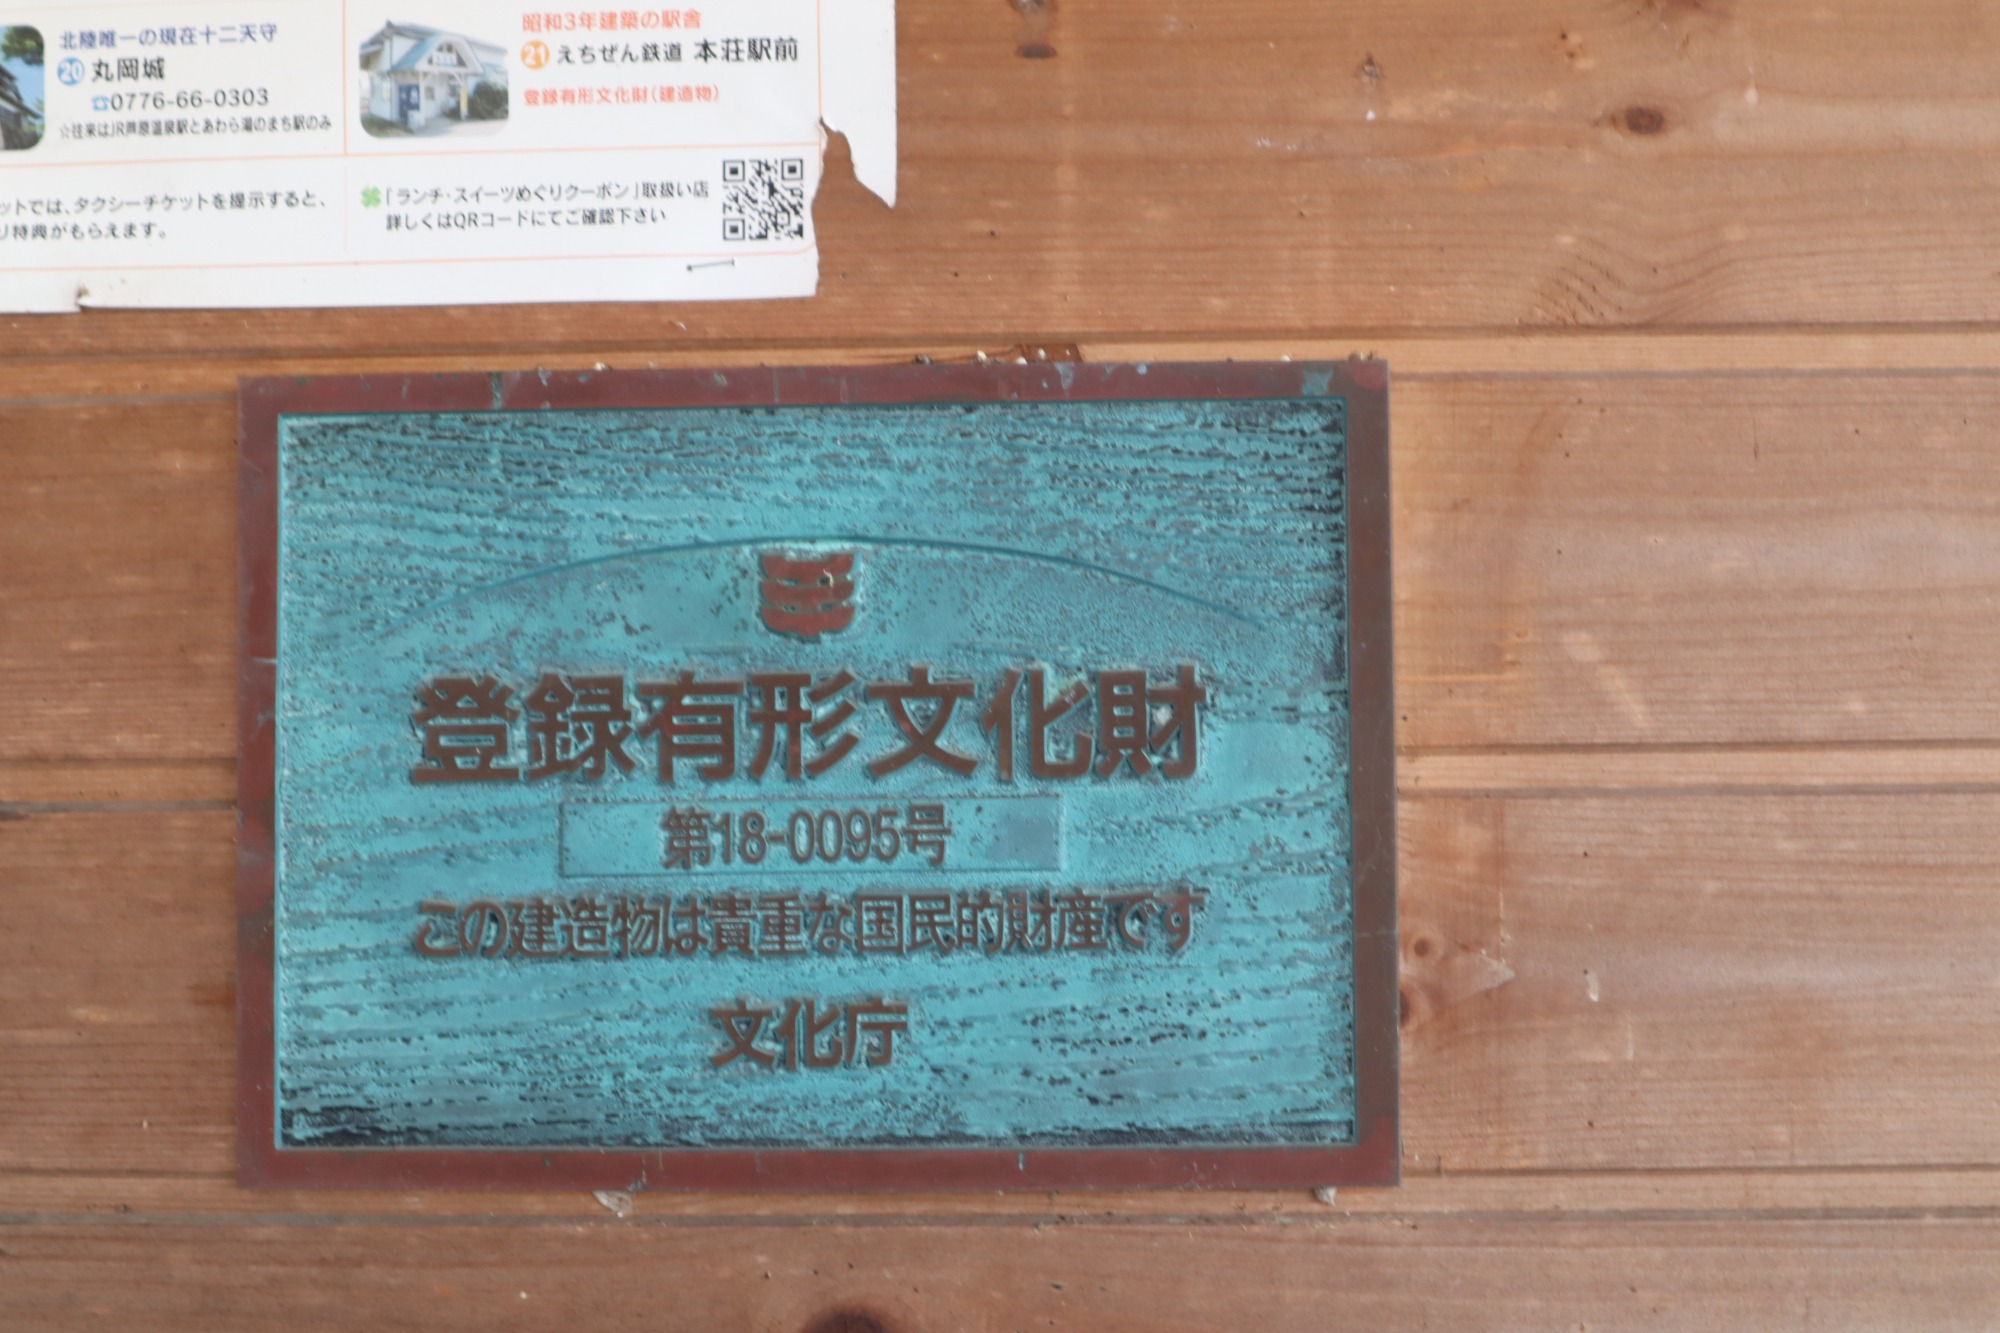 北陸唯一の現在十二天守
20 丸岡城
☎0776-66-0303
☆往来はJR芦原温泉駅とあわら湯のまち駅のみ
昭和3年建築の駅舎
21 えちぜん鉄道 本荘駅前
登録有形文化財(建造物)
ットでは、タクシーチケットを提示すると、
リ特典がもらえます。
「ランチ・スイーツめぐりクーポン」取扱い店
詳しくはQRコードにてご確認下さい
登録有形文化財
第18-0095号
この建造物は貴重な国民的財産です
文化庁